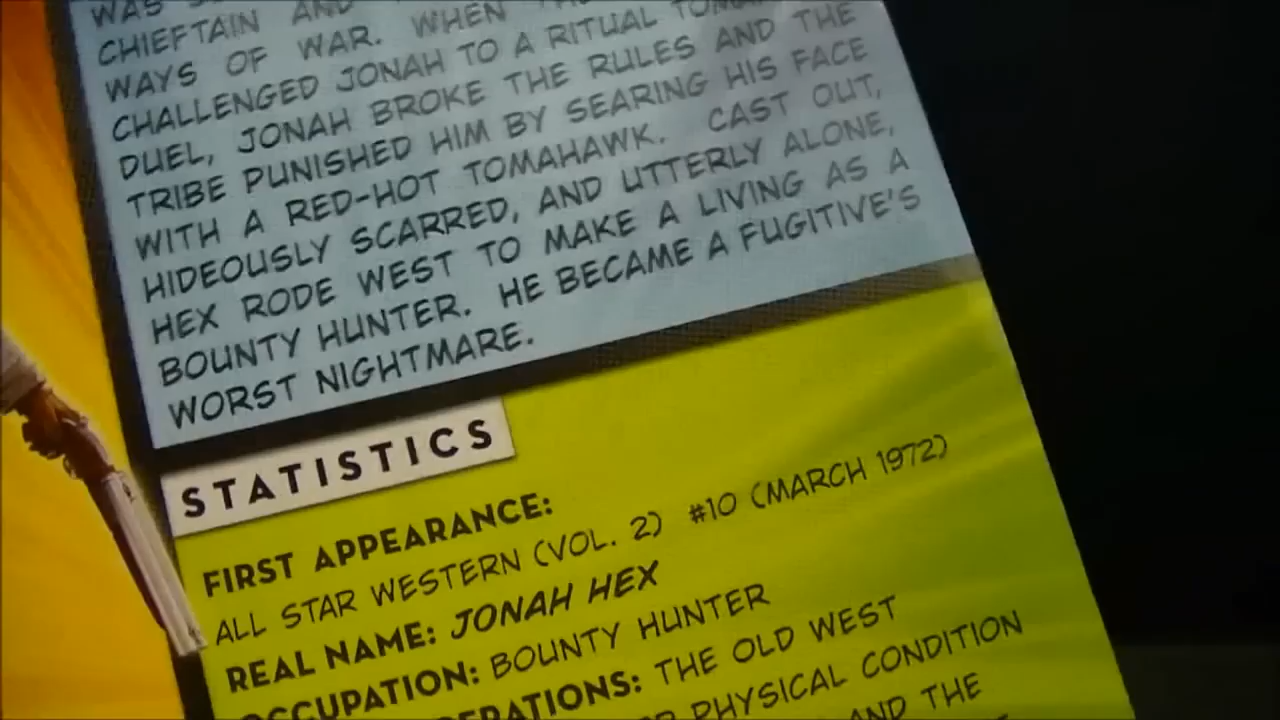 WAS
CHIEFTAIN AND
WAYS OF WAR. WHEN
CHALLENGED JONAH TO A RITUAL
DUEL, JONAH BROKE THE RULES AND THE
TRIBE PUNISHED HIM BY SEARING HIS FACE
WITH A RED-HOT TOMAHAWK. CAST OUT,
HIDEOUSLY SCARRED, AND UTTERLY ALONE,
HEX RODE WEST TO MAKE A LIVING AS A
BOUNTY HUNTER. HE BECAME A FUGITIVE'S
WORST NIGHTMARE.
STATISTICS
FIRST APPEARANCE:
ALL STAR WESTERN (VOL. 2) #10 (MARCH 1972)
REAL NAME: JONAH HEX
OCCUPATION: BOUNTY HUNTER
THE OLD WEST
PHYSICAL CONDITION
AND THE